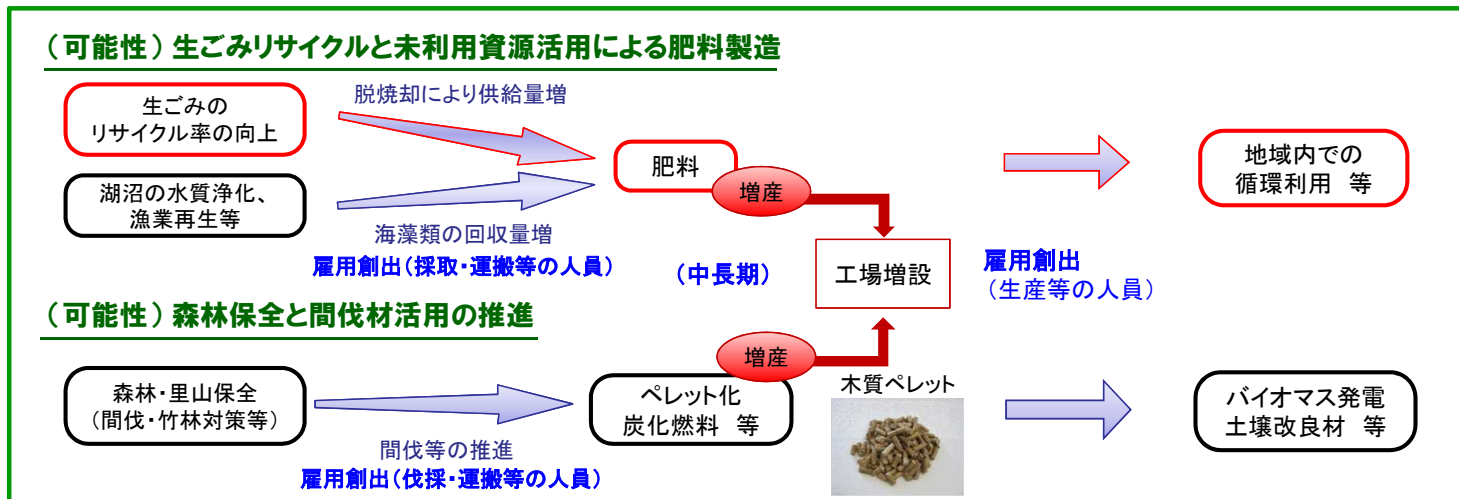 （可能性）生ごみリサイクルと未利用資源活用による肥料製造
生ごみの
リサイクル率の向上
脱焼却により供給量増
湖沼の水質浄化、
漁業再生等
海藻類の回収量増
雇用創出（採取・運搬等の人員）
肥料
増産
地域内での
循環利用　等
（中長期）
工場増設
雇用創出
（生産等の人員）
（可能性）森林保全と間伐材活用の推進
森林・里山保全
（間伐・竹林対策等）
間伐等の推進
雇用創出（伐採・運搬等の人員）
増産
ペレット化
炭化燃料　等
木質ペレット
バイオマス発電
土壌改良材　等